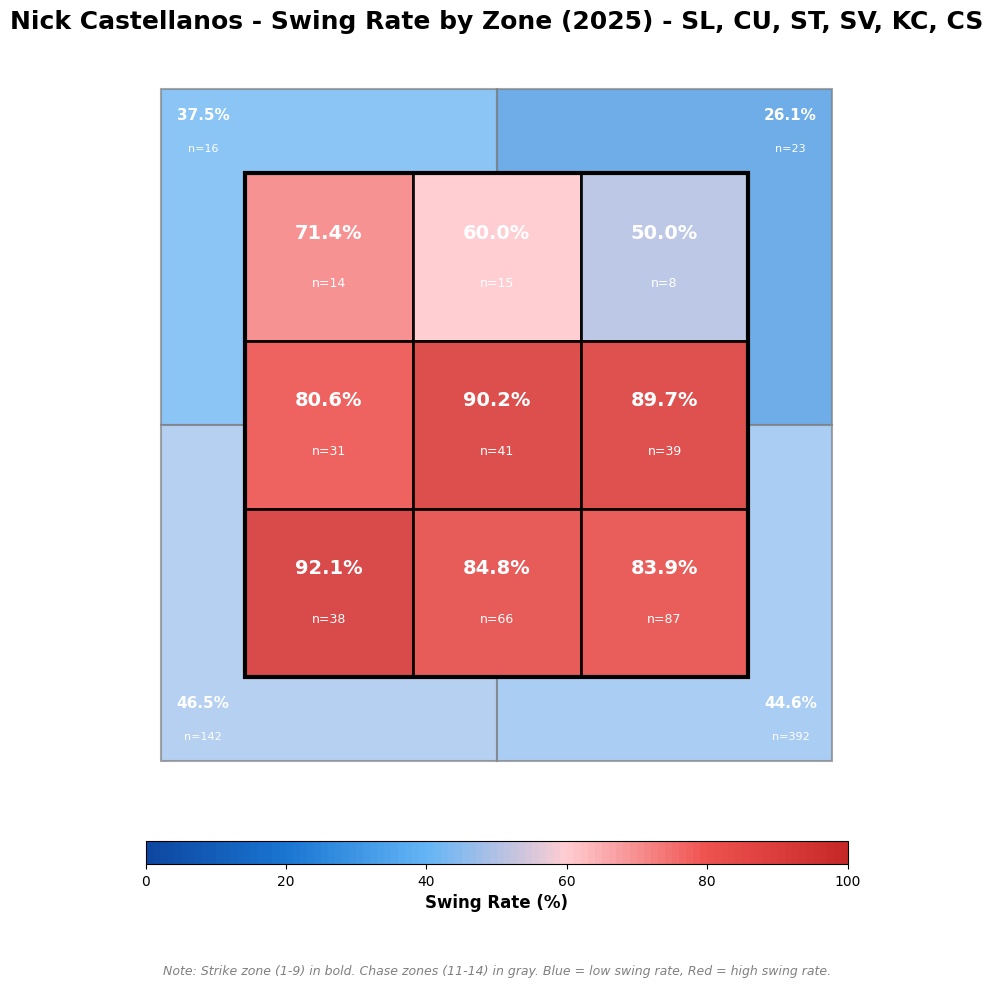 Nick Castellanos - Swing Rate by Zone (2025) - SL, CU, ST, SV, KC, CS
37.5%
n=16
26.1%
n=23
71.4%
n=14
60.0%
n=15
50.0%
n=8
80.6%
n=31
90.2%
n=41
89.7%
n=39
92.1%
n=38
84.8%
n=66
83.9%
n=87
46.5%
n=142
44.6%
n=392
0 20 40 60 80 100
Swing Rate (%)
Note: Strike zone (1-9) in bold. Chase zones (11-14) in gray. Blue = low swing rate, Red = high swing rate.